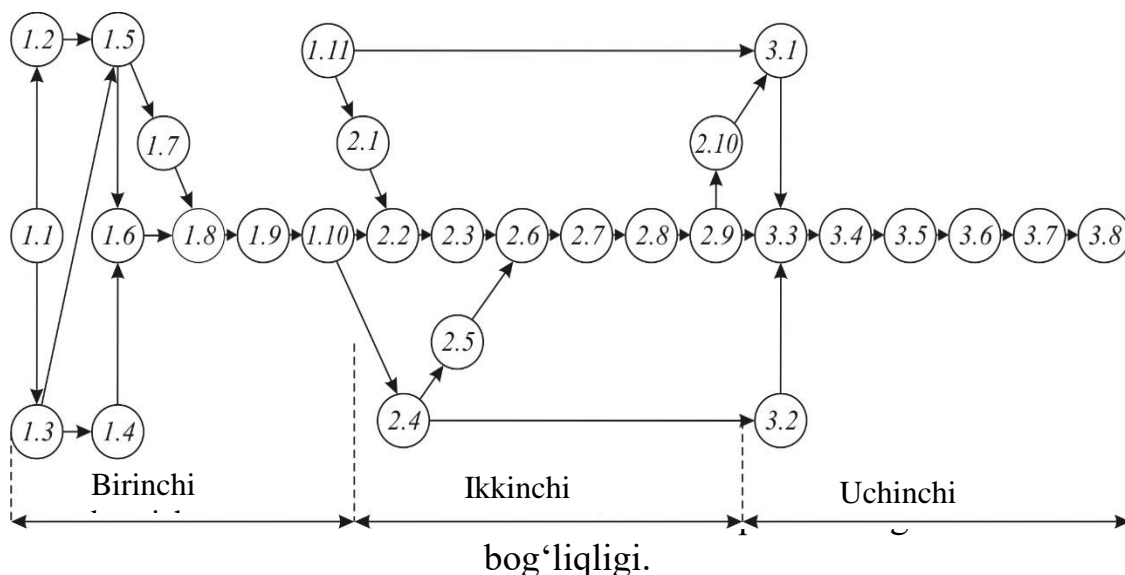 1.2 1.5 1.11 3.1
1.7 2.1 2.10
1.1 1.6 1.8 1.9 1.10 2.2 2.3 2.6 2.7 2.8 2.9 3.3 3.4 3.5 3.6 3.7 3.8
2.5
1.3 1.4 2.4 3.2
Birinchi Ikkinchi Uchinchi
bog‘liqligi.